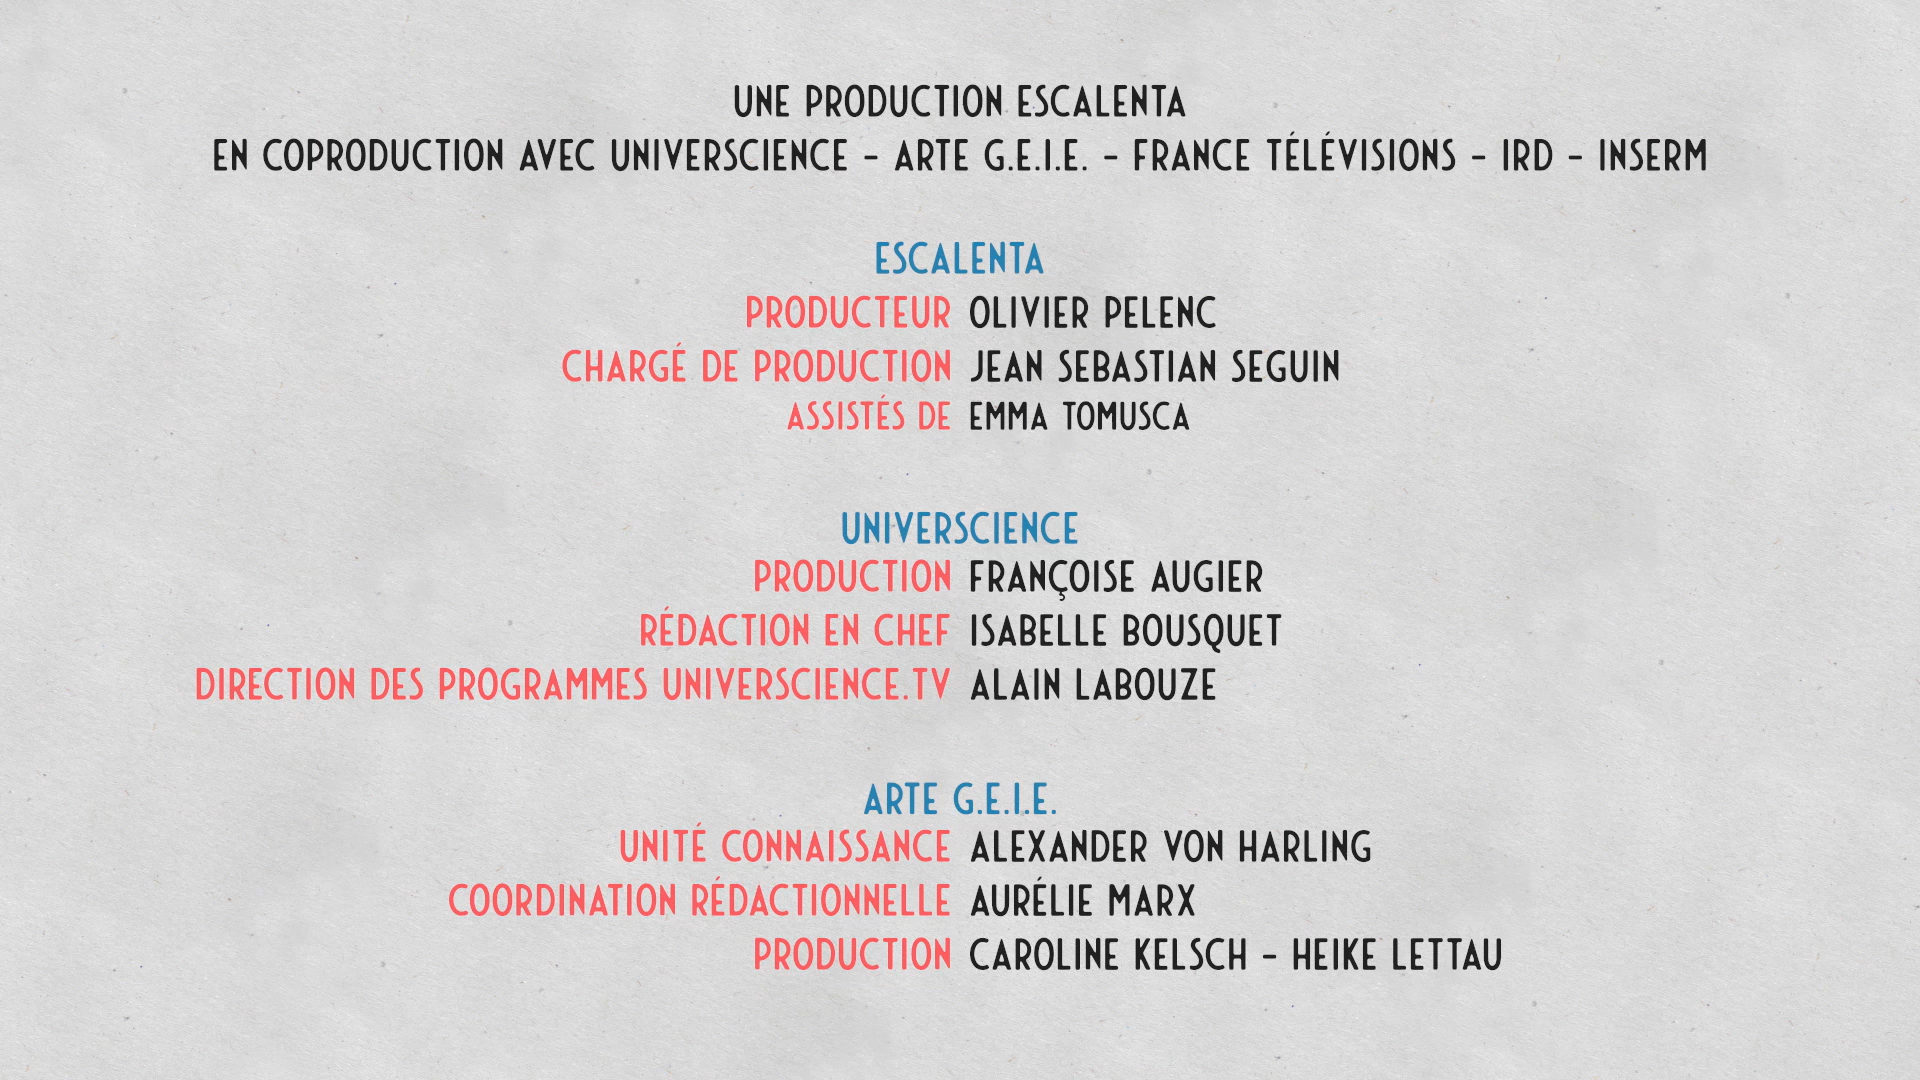 UNE PRODUCTION ESCALENTA
EN COPRODUCTION AVEC UNIVERSCIENCE - ARTE G.E.I.E. - FRANCE TÉLÉVISIONS - IRD - INSERM
ESCALENTA
PRODUCTEUR OLIVIER PELENC
CHARGÉ DE PRODUCTION JEAN SEBASTIAN SEGUIN
ASSISTÉS DE EMMA TOMUSCA
UNIVERSCIENCE
PRODUCTION FRANÇOISE AUGIER
RÉDACTION EN CHEF ISABELLE BOUSQUET
DIRECTION DES PROGRAMMES UNIVERSCIENCE.TV ALAIN LABOUZE
ARTE G.E.I.E.
UNITÉ CONNAISSANCE ALEXANDER VON HARLING
COORDINATION RÉDACTIONNELLE AURÉLIE MARX
PRODUCTION CAROLINE KELSCH - HEIKE LETTAU